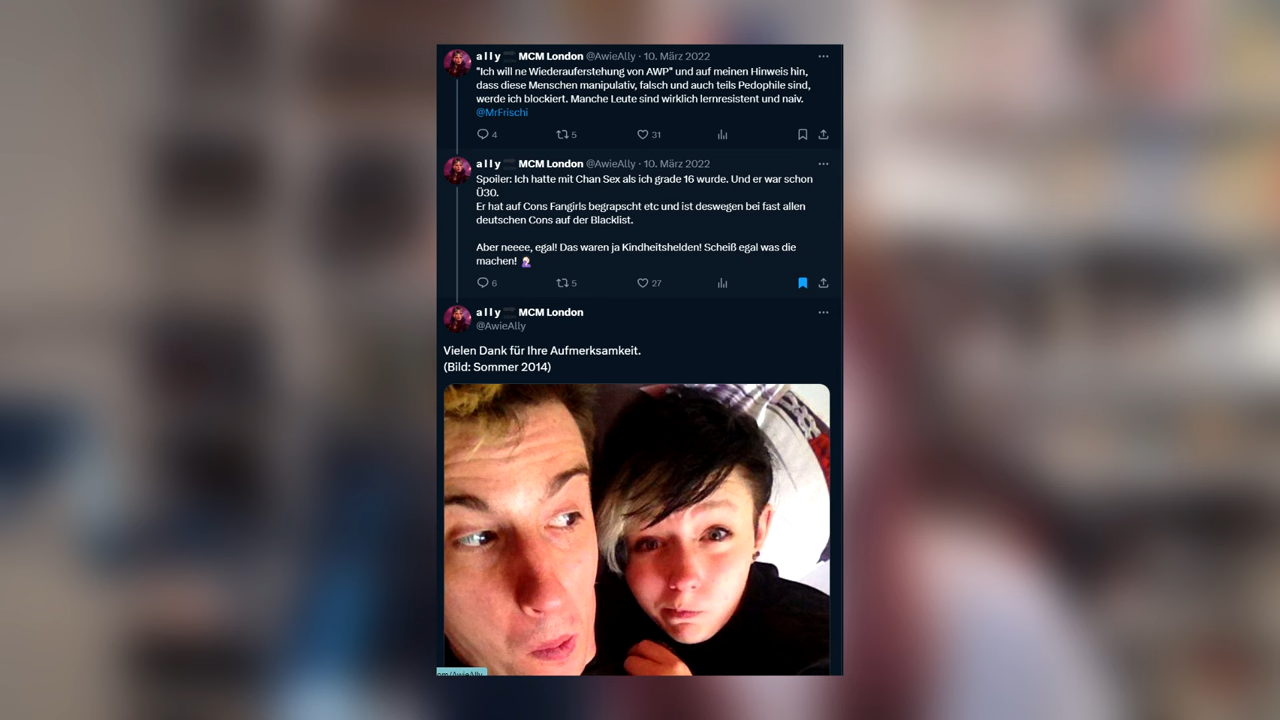 a l l y MCM London @AwieAlly · 10. März 2022
"Ich will ne Wiederauferstehung von AWP" und auf meinen Hinweis hin,
dass diese Menschen manipulativ, falsch und auch teils Pedophile sind,
werde ich blockiert. Manche Leute sind wirklich lernresistent und naiv.
@MrFrischi
4 5 31
a l l y MCM London @AwieAlly · 10. März 2022
Spoiler: Ich hatte mit Chan Sex als ich grade 16 wurde. Und er war schon
Ü30.
Er hat auf Cons Fangirls begrapscht etc und ist deswegen bei fast allen
deutschen Cons auf der Blacklist.
Aber neeee, egal! Das waren ja Kindheitshelden! Scheiß egal was die
machen!
6 5 27
a l l y MCM London
@AwieAlly
Vielen Dank für Ihre Aufmerksamkeit.
(Bild: Sommer 2014)